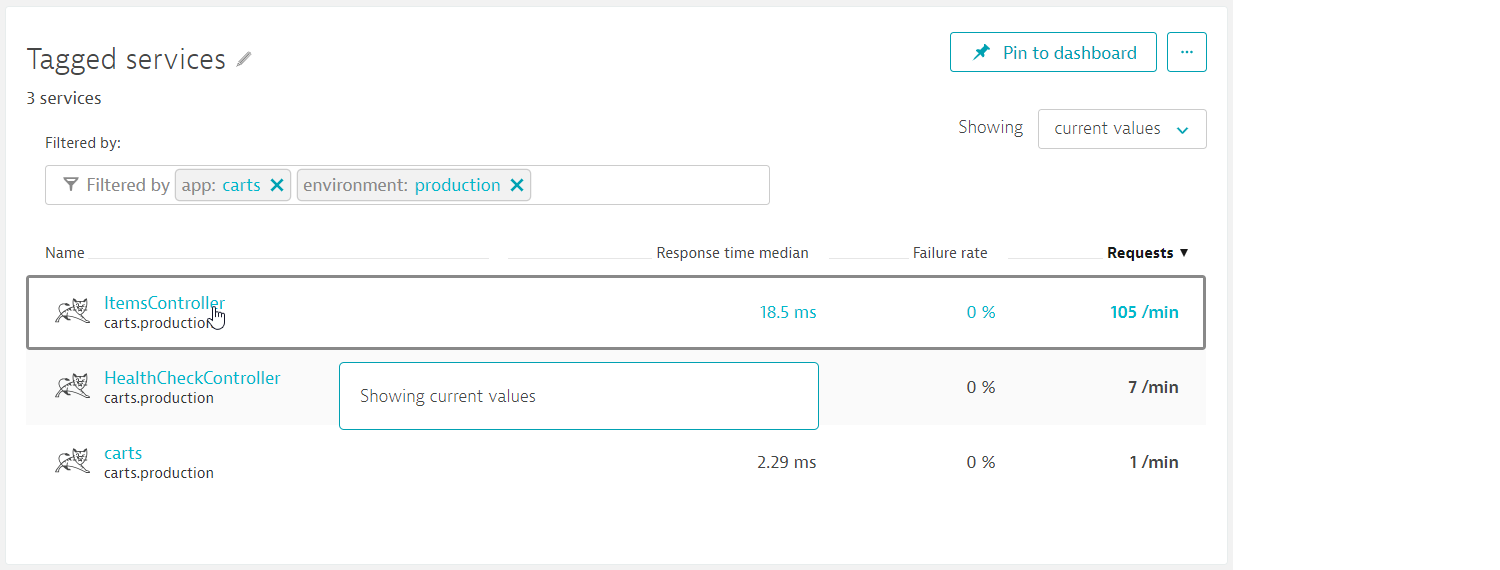 Tagged services
Pin to dashboard
...
3 services
Showing current values
Filtered by:
Filtered by app: carts environment: production
Name Response time median Failure rate Requests ▼
ItemsController 18.5 ms 0 % 105 /min
carts.production
HealthCheckController 0 % 7 /min
carts.production
Showing current values
carts 2.29 ms 0 % 1 /min
carts.production